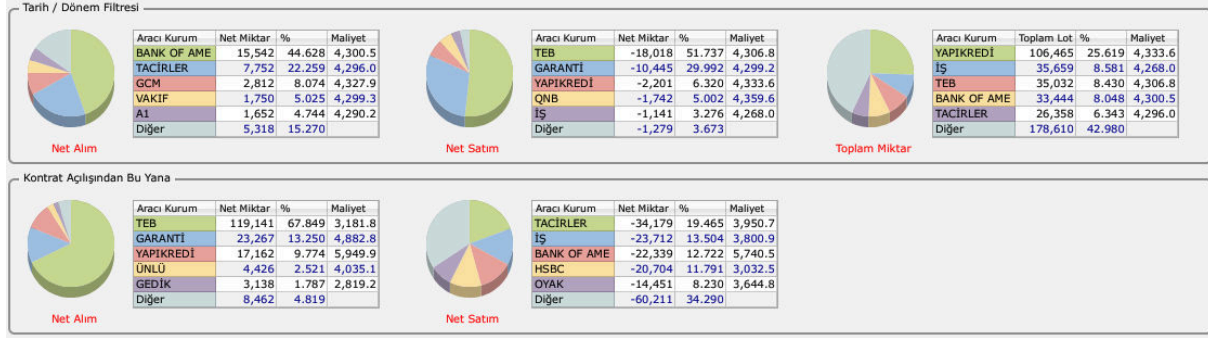 Tarih / Dönem Filtresi
Aracı Kurum Net Miktar % Maliyet
BANK OF AME 15,542 44.628 4,300.5
TACİRLER 7,752 22.259 4,296.0
GCM 2,812 8.074 4,327.9
VAKIF 1,750 5.025 4,299.3
A1 1,652 4.744 4,290.2
Diğer 5,318 15.270
Net Alım
Aracı Kurum Net Miktar % Maliyet
TEB -18,018 51.737 4,306.8
GARANTİ -10,445 29.992 4,299.2
YAPIKREDİ -2,201 6.320 4,333.6
QNB -1,742 5.002 4,359.6
İŞ -1,141 3.276 4,268.0
Diğer -1,279 3.673
Net Satım
Aracı Kurum Toplam Lot % Maliyet
YAPIKREDİ 106,465 25.619 4,333.6
İŞ 35,659 8.581 4,268.0
TEB 35,032 8.430 4,306.8
BANK OF AME 33,444 8.048 4,300.5
TACİRLER 26,358 6.343 4,296.0
Diğer 178,610 42.980
Toplam Miktar
Kontrat Açılışından Bu Yana
Aracı Kurum Net Miktar % Maliyet
TEB 119,141 67.849 3,181.8
GARANTİ 23,267 13.250 4,882.8
YAPIKREDİ 17,162 9.774 5,949.9
ÜNLÜ 4,426 2.521 4,035.1
GEDİK 3,138 1.787 2,819.2
Diğer 8,462 4.819
Net Alım
Aracı Kurum Net Miktar % Maliyet
TACİRLER -34,179 19.465 3,950.7
İŞ -23,712 13.504 3,800.9
BANK OF AME -22,339 12.722 5,740.5
HSBC -20,704 11.791 3,032.5
OYAK -14,451 8.230 3,644.8
Diğer -60,211 34.290
Net Satım